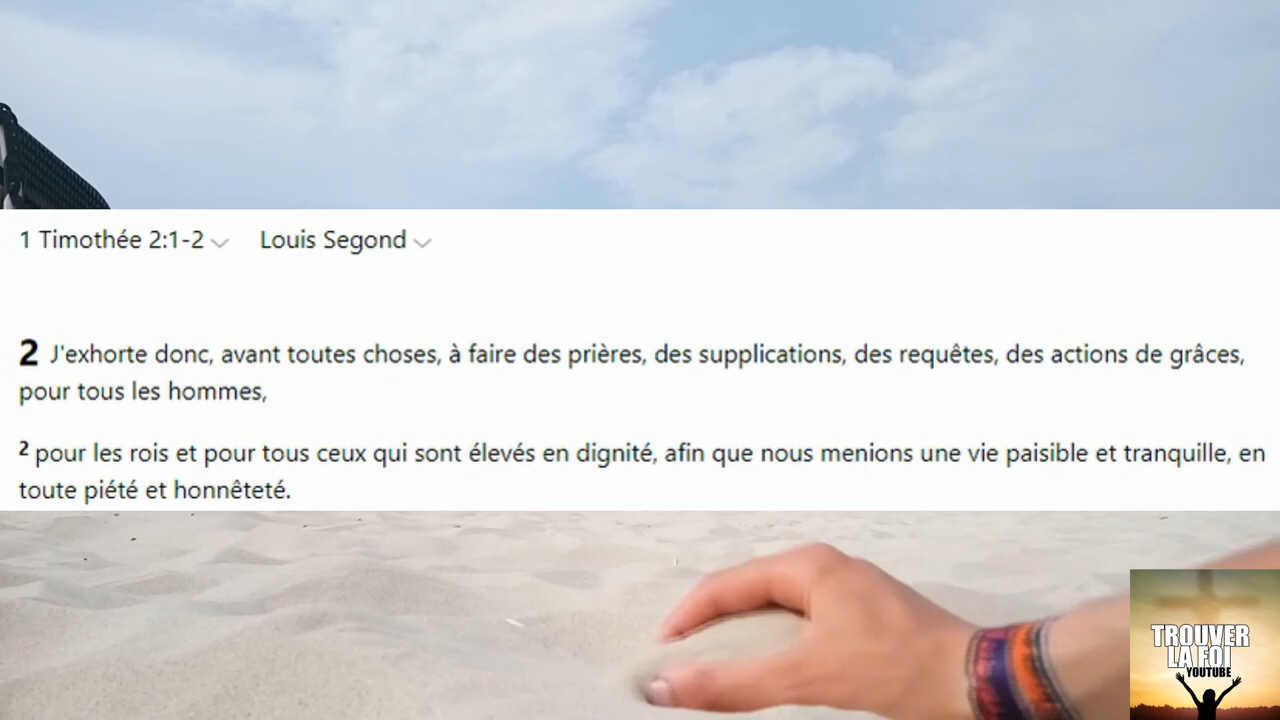 1 Timothée 2:1-2 Louis Segond
2 J'exhorte donc, avant toutes choses, à faire des prières, des supplications, des requêtes, des actions de grâces,
pour tous les hommes,
2 pour les rois et pour tous ceux qui sont élevés en dignité, afin que nous menions une vie paisible et tranquille, en
toute piété et honnêteté.
TROUVER
LA FOI
YOUTUBE